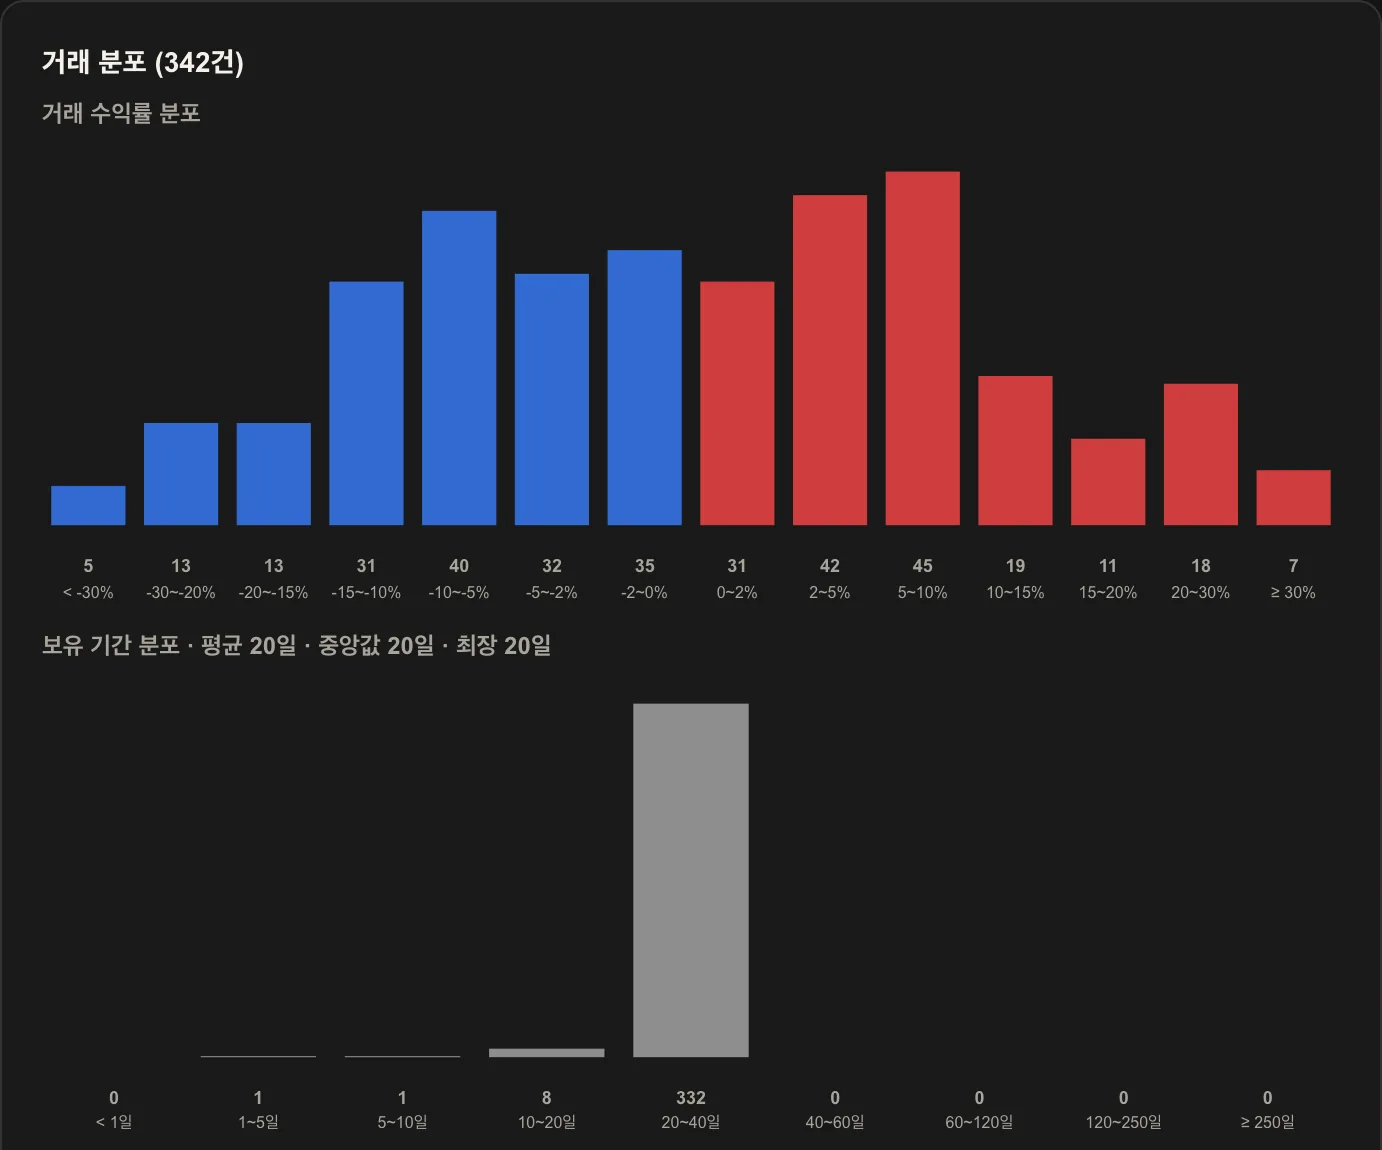 거래 분포 (342건)
거래 수익률 분포
5 13 13 31 40 32 35 31 42 45 19 11 18 7
< -30% -30~-20% -20~-15% -15~-10% -10~-5% -5~-2% -2~0% 0~2% 2~5% 5~10% 10~15% 15~20% 20~30% ≥ 30%
보유 기간 분포 · 평균 20일 · 중앙값 20일 · 최장 20일
0 1 1 8 332 0 0 0 0
< 1일 1~5일 5~10일 10~20일 20~40일 40~60일 60~120일 120~250일 ≥ 250일